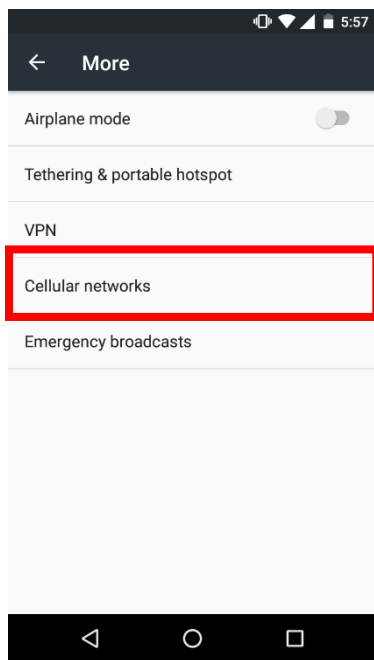 5:57
More
Airplane mode
Tethering & portable hotspot
VPN
Cellular networks
Emergency broadcasts